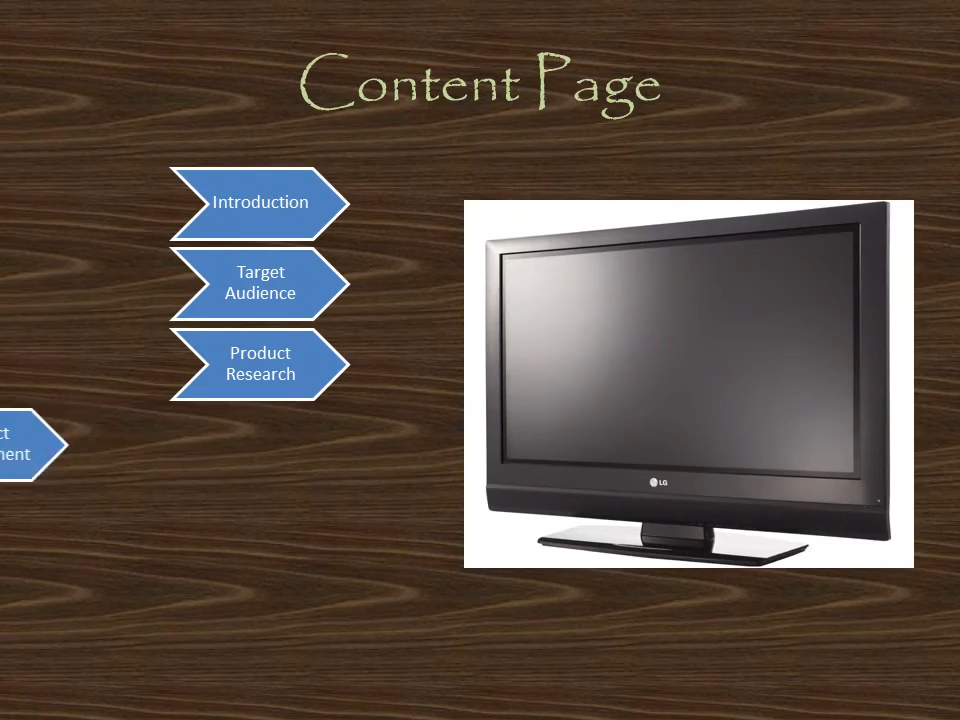 Content Page
Introduction
Target
Audience
Product
Research
LG